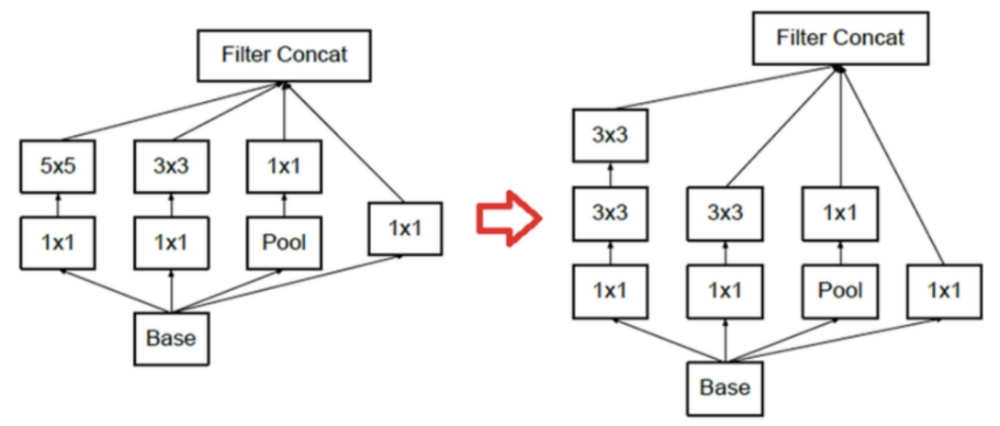 Filter Concat
5x5
3x3
1x1
1x1
1x1
Pool
1x1
Base
Filter Concat
3x3
3x3
3x3
1x1
1x1
1x1
Pool
1x1
Base